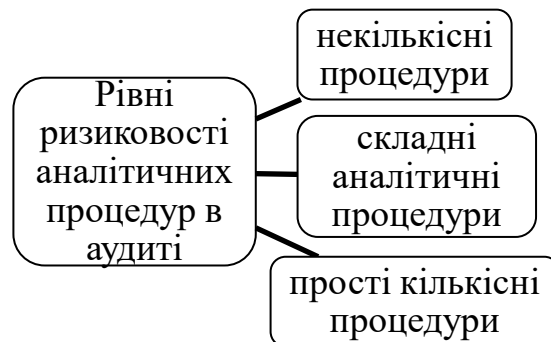 Рівні
ризиковості
аналітичних
процедур в
аудиті
некількісні
процедури
складні
аналітичні
процедури
прості кількісні
процедури